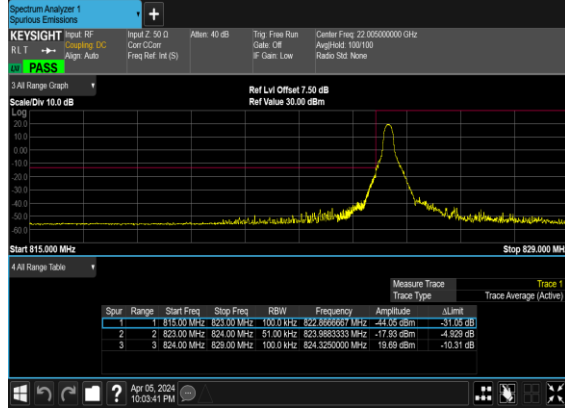 Spectrum Analyzer 1
Spurious Emissions
KEYSIGHT Input: RF Input Z: 50 Ω Atten: 40 dB Trig: Free Run Center Freq: 22.005000000 GHz
Coupling: DC Corr CCorr Gate: Off Avg|Hold: 100/100
RLT Align: Auto Freq Ref: Int (S) IF Gain: Low Radio Std: None
PASS
3 All Range Graph
Ref Lvl Offset 7.50 dB
Scale/Div 10.0 dB Ref Value 30.00 dBm
Log
20.0
10.0
0.00
-10.0
-20.0
-30.0
-40.0
-50.0
-60.0
Start 815.000 MHz Stop 829.000 MH
4 All Range Table
Measure Trace Trace 1
Trace Type Trace Average (Active)
Spur Range Start Freq Stop Freq RBW Frequency Amplitude ΔLimit
1 1 815.00 MHz 823.00 MHz 100.0 kHz 822.8666667 MHz -44.05 dBm -31.05 dB
2 2 823.00 MHz 824.00 MHz 51.00 kHz 823.9883333 MHz -17.93 dBm -4.929 dB
3 3 824.00 MHz 829.00 MHz 100.0 kHz 824.3250000 MHz 19.69 dBm -10.31 dB
Apr 05, 2024
10:03:41 PM